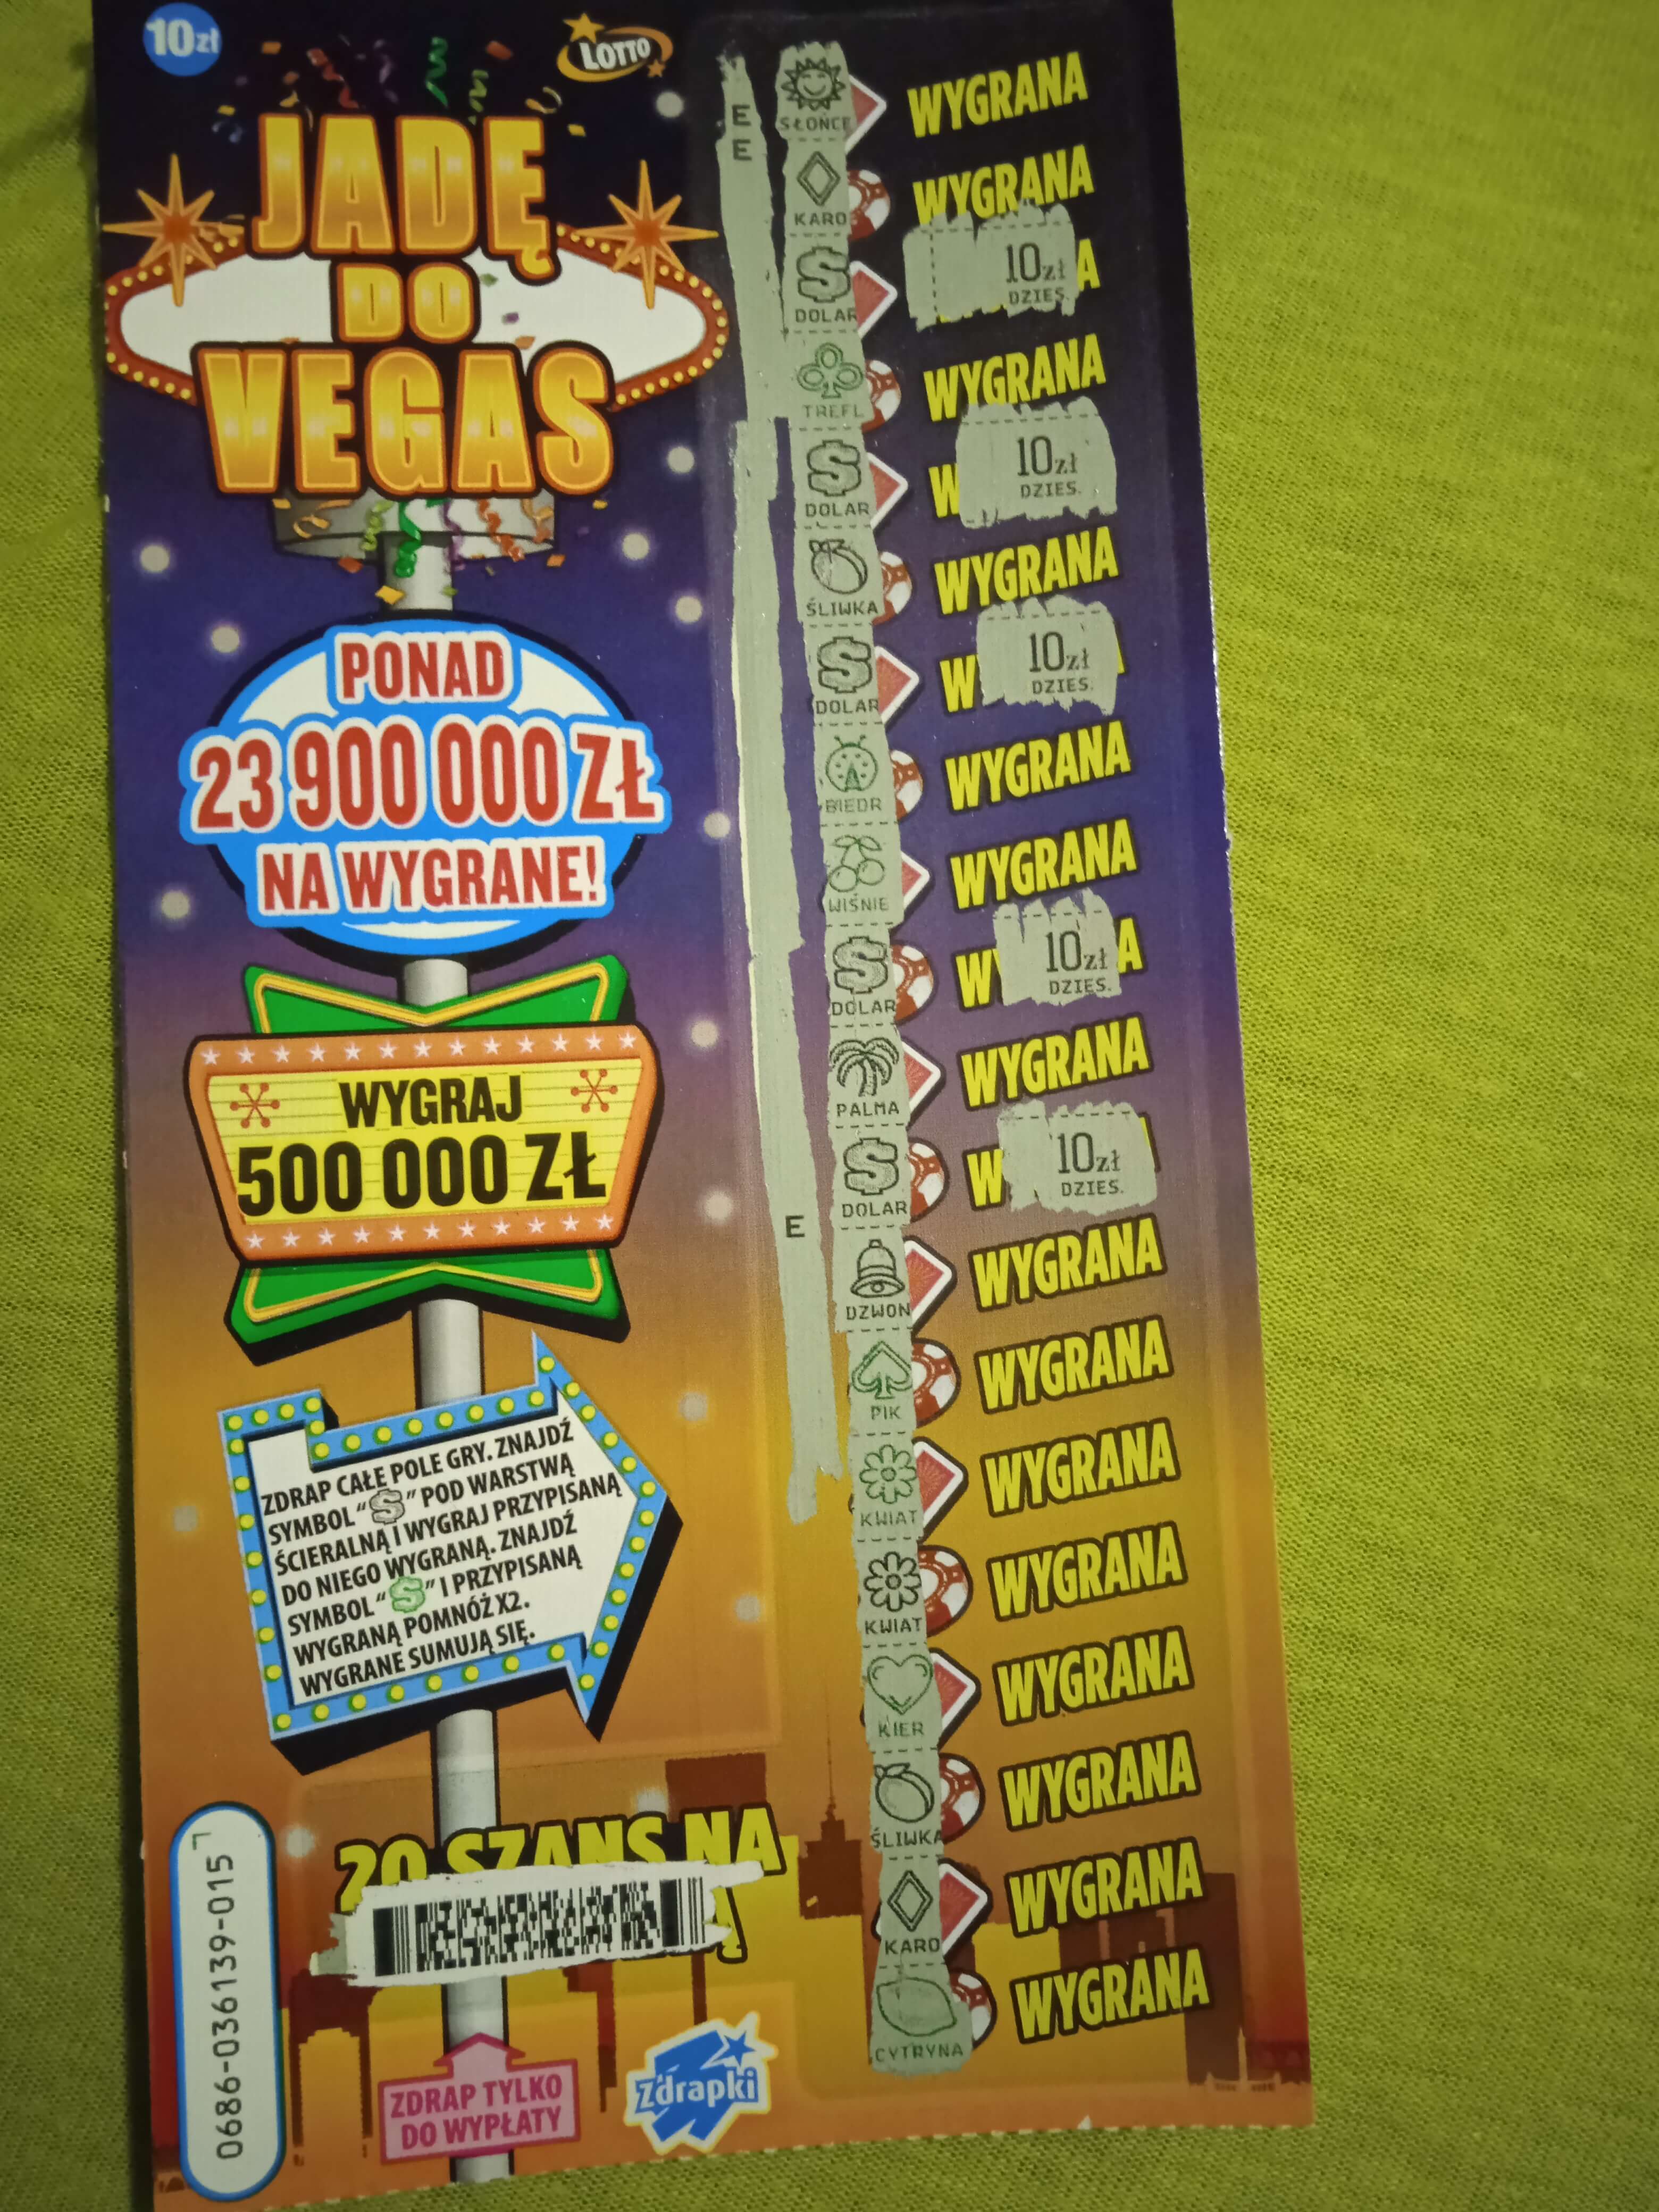 10zł
LOTTO
JADĘ
DO
VEGAS
PONAD
23 900 000 ZŁ
NA WYGRANE!
WYGRAJ
500 000 ZŁ
ZDRAP CAŁE POLE GRY. ZNAJDŹ
SYMBOL "S" POD WARSTWĄ
ŚCIERALNĄ I WYGRAJ PRZYPISANĄ
DO NIEGO WYGRANĄ. ZNAJDŹ
SYMBOL "S" I PRZYPISANĄ
WYGRANĄ POMNÓŻ X2.
WYGRANE SUMUJĄ SIĘ.
20 SZANS NA
0686-036139-015
ZDRAP TYLKO
DO WYPŁATY
Zdrapki
E
E
E
SŁOŃCE WYGRANA
KARO WYGRANA
DOLAR 10zł A
DZIES.
TREFL WYGRANA
DOLAR W 10zł
DZIES.
ŚLIWKA WYGRANA
DOLAR W 10zł
DZIES.
BIEDR WYGRANA
WIŚNIE WYGRANA
DOLAR W 10zł A
DZIES.
PALMA WYGRANA
DOLAR W 10zł
DZIES.
DZWON WYGRANA
PIK WYGRANA
KWIAT WYGRANA
KWIAT WYGRANA
KIER WYGRANA
ŚLIWKA WYGRANA
KARO WYGRANA
CYTRYNA WYGRANA